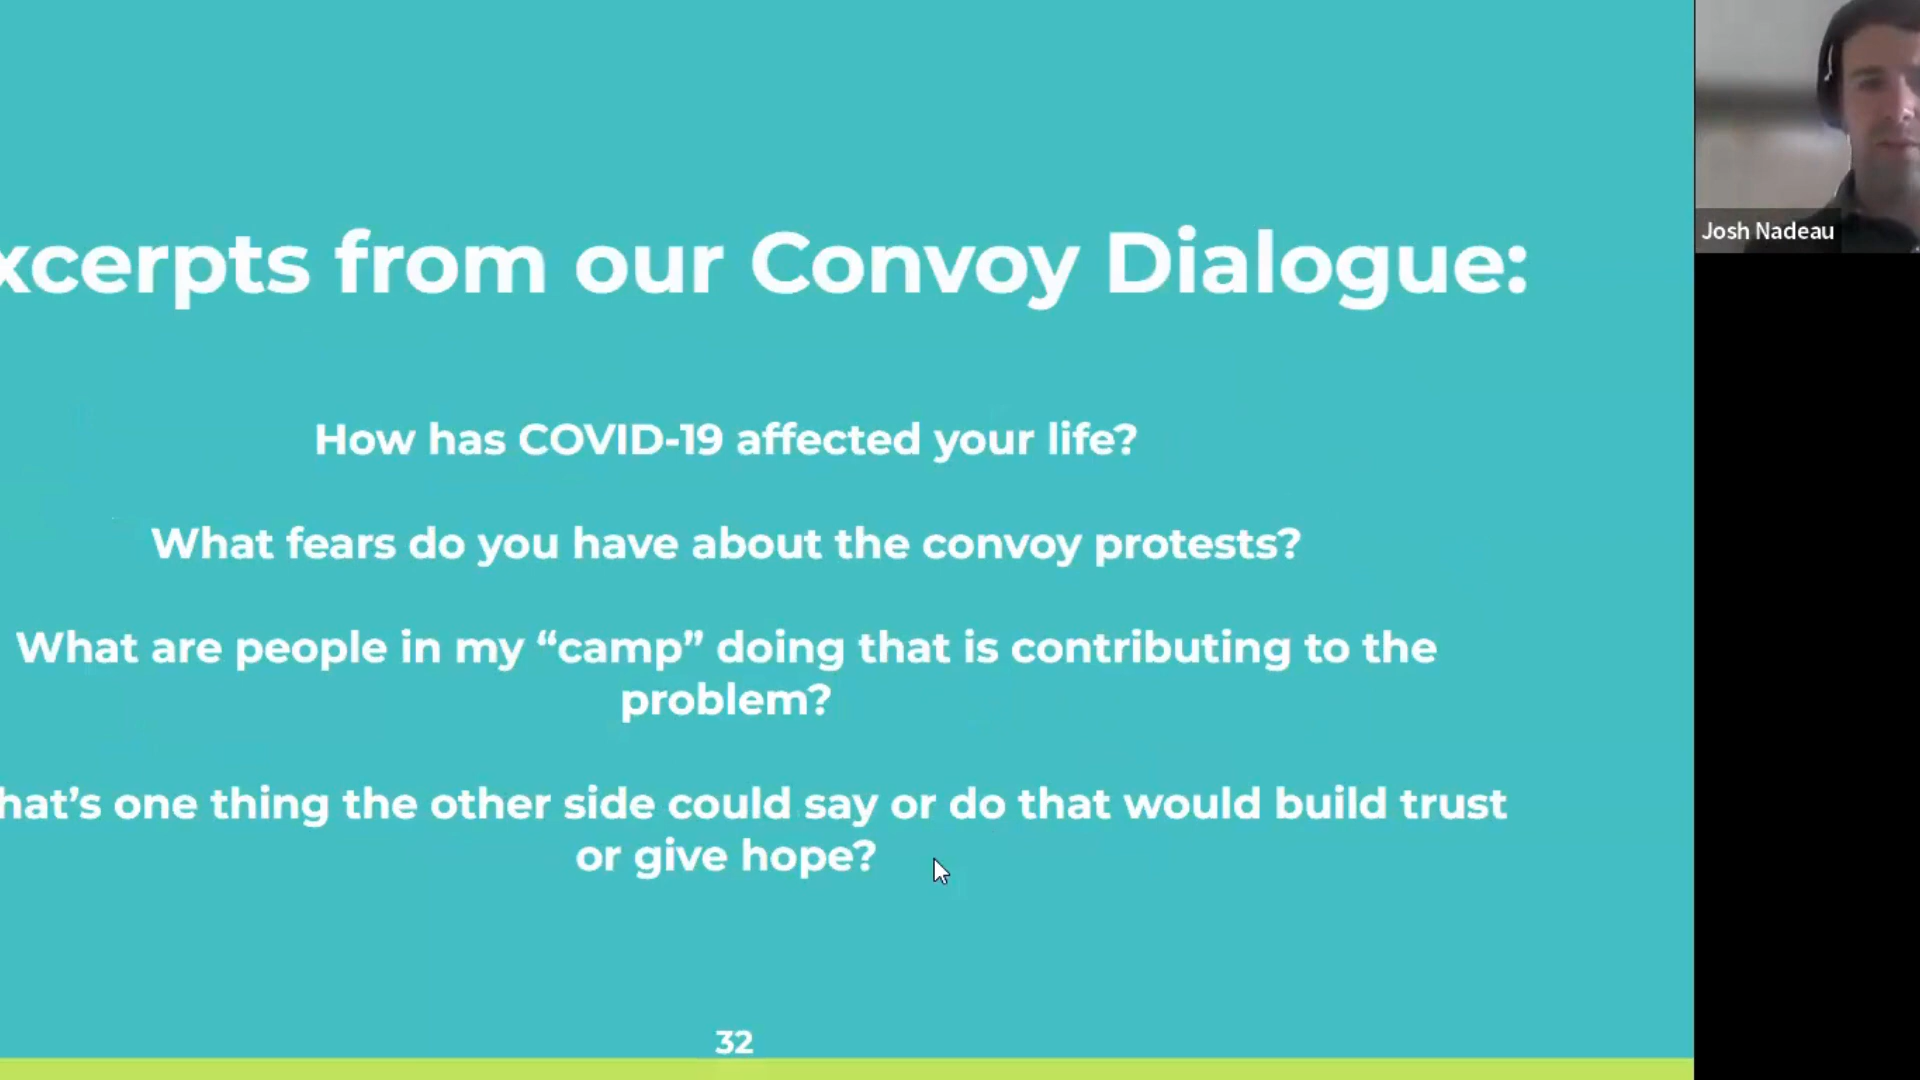 xcerpts from our Convoy Dialogue:
How has COVID-19 affected your life?
What fears do you have about the convoy protests?
What are people in my “camp” doing that is contributing to the
problem?
hat’s one thing the other side could say or do that would build trust
or give hope?
32
Josh Nadeau